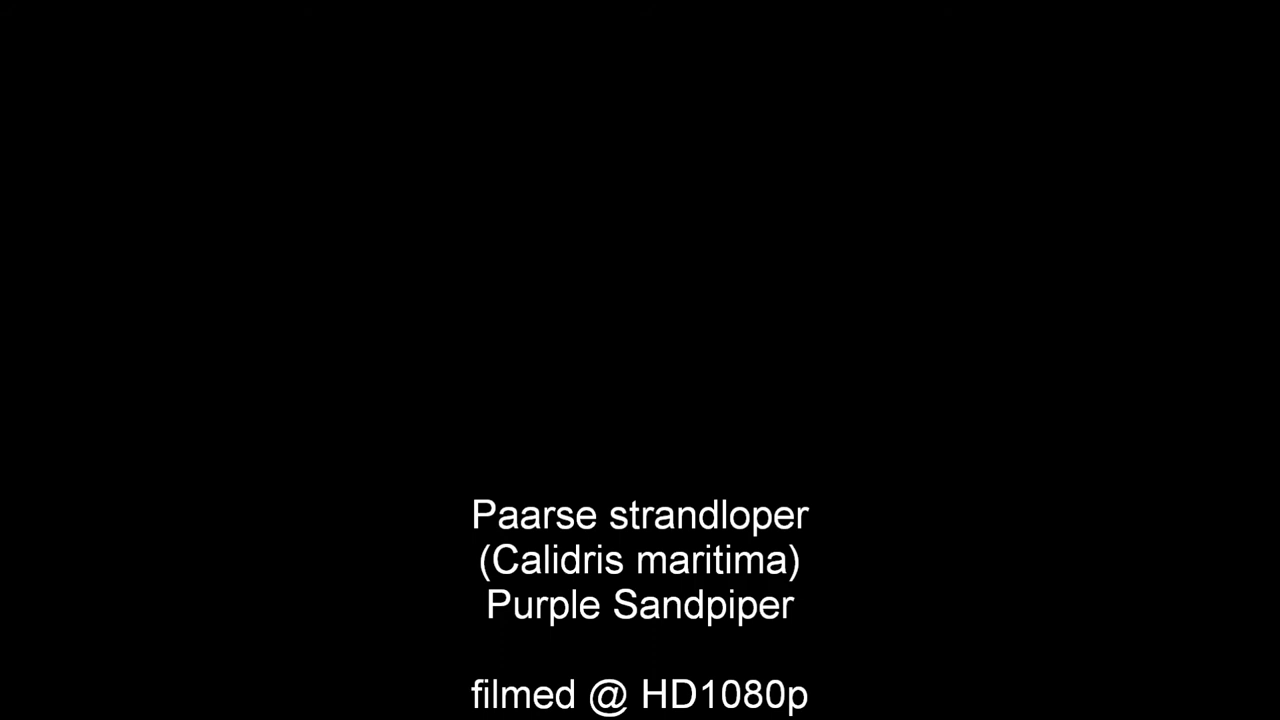 Paarse strandloper
(Calidris maritima)
Purple Sandpiper
filmed @ HD1080p